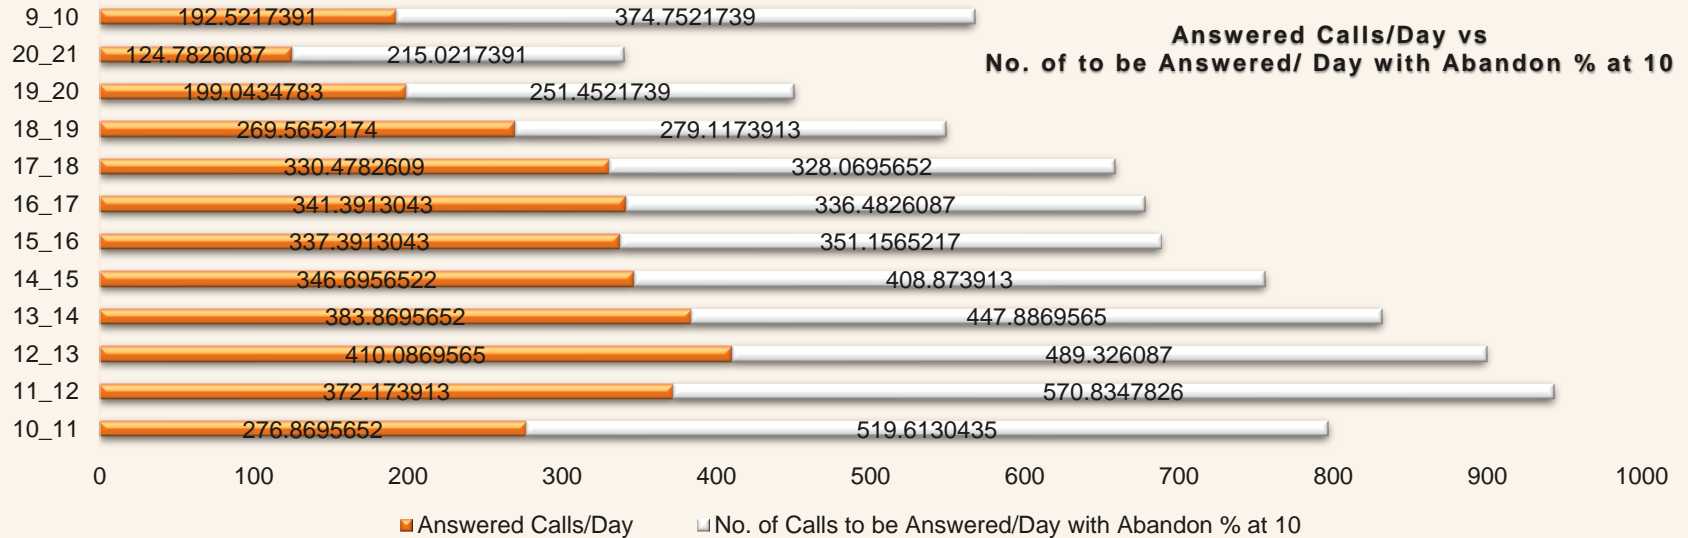 Answered Calls/Day vs
No. of to be Answered/ Day with Abandon % at 10
9_10 192.5217391 374.7521739
20_21 124.7826087 215.0217391
19_20 199.0434783 251.4521739
18_19 269.5652174 279.1173913
17_18 330.4782609 328.0695652
16_17 341.3913043 336.4826087
15_16 337.3913043 351.1565217
14_15 346.6956522 408.873913
13_14 383.8695652 447.8869565
12_13 410.0869565 489.326087
11_12 372.173913 570.8347826
10_11 276.8695652 519.6130435
0 100 200 300 400 500 600 700 800 900 1000
Answered Calls/Day No. of Calls to be Answered/Day with Abandon % at 10